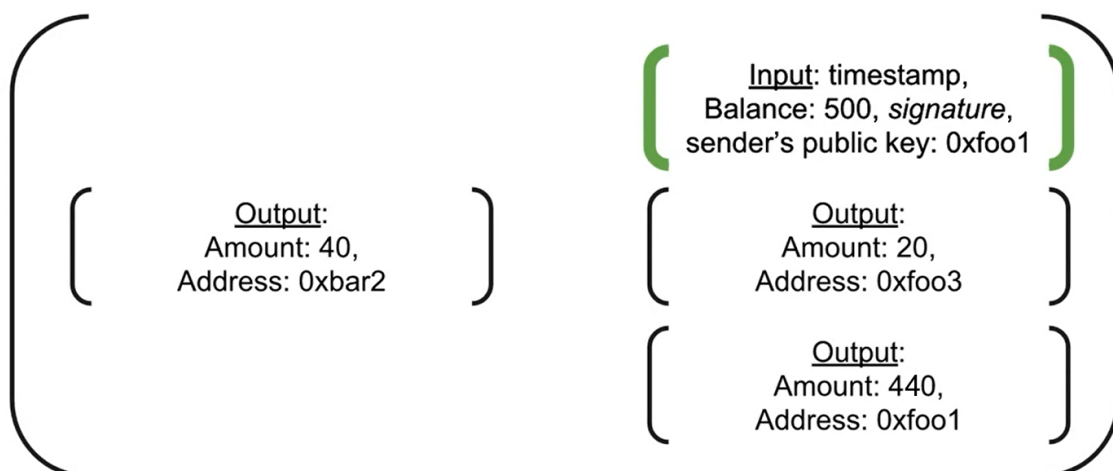 Input: timestamp,
Balance: 500, signature,
sender’s public key: 0xfoo1
Output:
Amount: 40,
Address: 0xbar2
Output:
Amount: 20,
Address: 0xfoo3
Output:
Amount: 440,
Address: 0xfoo1